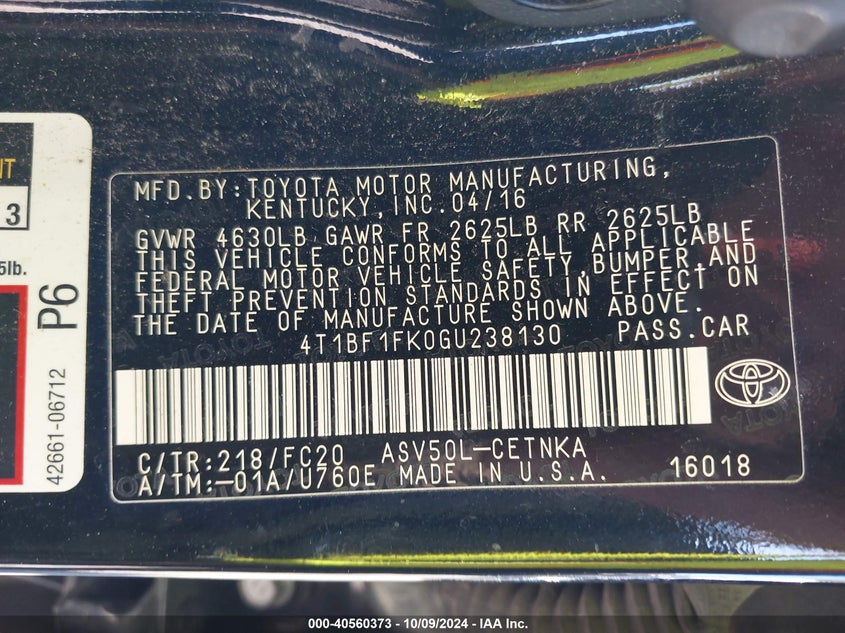 NT
3
5lb.
P6
42661-06712
MFD.BY:TOYOTA MOTOR MANUFACTURING,
KENTUCKY,INC.04/16
GVWR 4630LB GAWR FR 2625LB RR 2625LB
THIS VEHICLE CONFORMS TO ALL APPLICABLE
FEDERAL MOTOR VEHICLE SAFETY,BUMPER,AND
THEFT PREVENTION STANDARDS IN EFFECT ON
THE DATE OF MANUFACTURE SHOWN ABOVE.
4T1BF1FK0GU238130 PASS.CAR
C/TR:218/FC20 ASV50L-CETNKA
A/TM:-01A/U760E MADE IN U.S.A. 16018
000-40560373 - 10/09/2024 - IAA Inc.